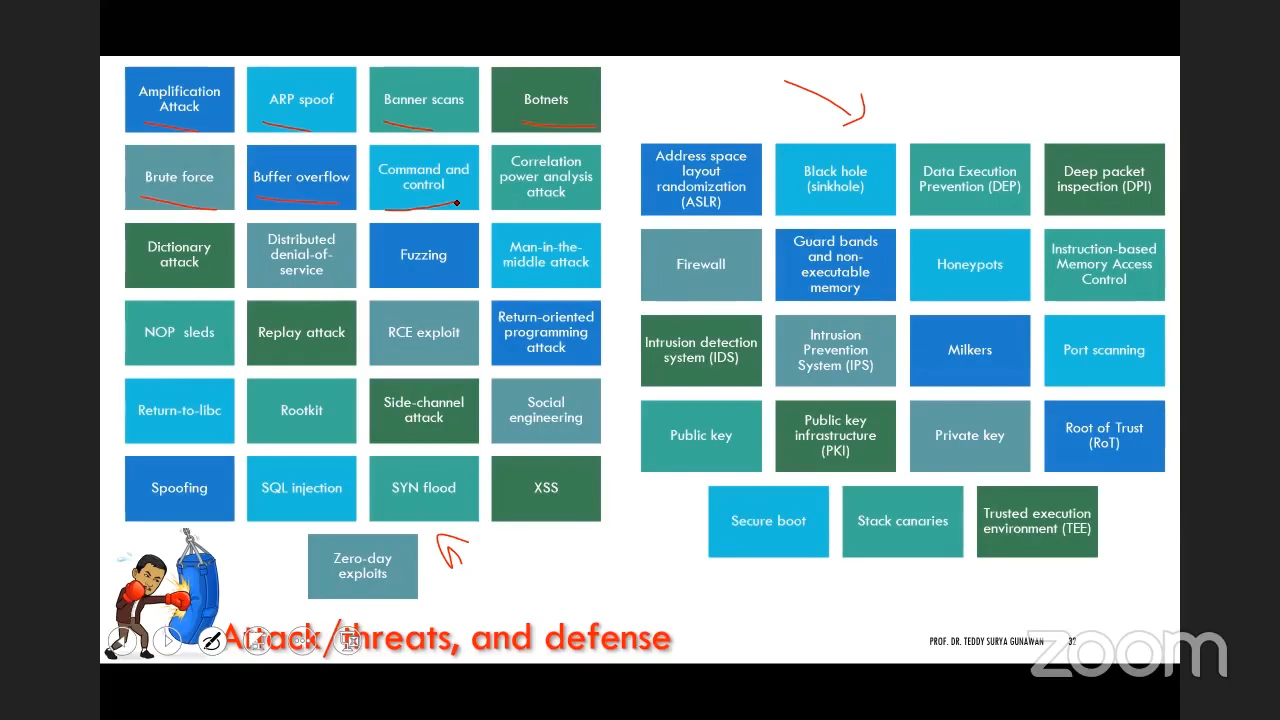 Amplification
Attack
ARP spoof
Banner scans
Botnets
Brute force
Buffer overflow
Command and
control
Correlation
power analysis
attack
Dictionary
attack
Distributed
denial-of-
service
Fuzzing
Man-in-the-
middle attack
NOP sleds
Replay attack
RCE exploit
Return-oriented
programming
attack
Return-to-libc
Rootkit
Side-channel
attack
Social
engineering
Spoofing
SQL injection
SYN flood
XSS
Zero-day
exploits
Address space
layout
randomization
(ASLR)
Black hole
(sinkhole)
Data Execution
Prevention (DEP)
Deep packet
inspection (DPI)
Firewall
Guard bands
and non-
executable
memory
Honeypots
Instruction-based
Memory Access
Control
Intrusion detection
system (IDS)
Intrusion
Prevention
System (IPS)
Milkers
Port scanning
Public key
Public key
infrastructure
(PKI)
Private key
Root of Trust
(RoT)
Secure boot
Stack canaries
Trusted execution
environment (TEE)
Attack/threats, and defense
PROF. DR. TEDDY SURYA GUNAWAN 32
zoom